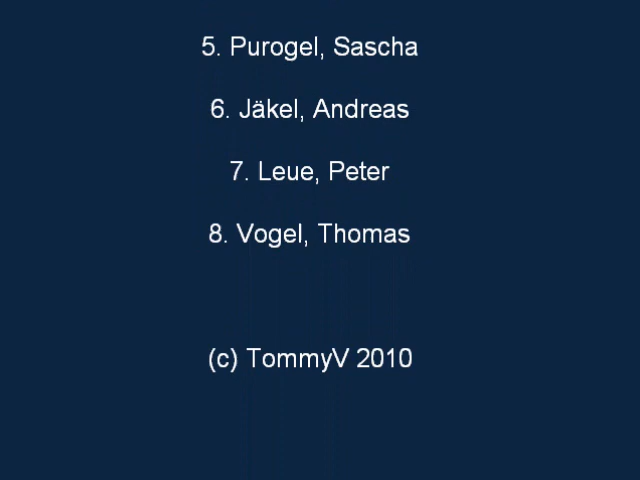 5. Purogel, Sascha
6. Jäkel, Andreas
7. Leue, Peter
8. Vogel, Thomas
(c) TommyV 2010